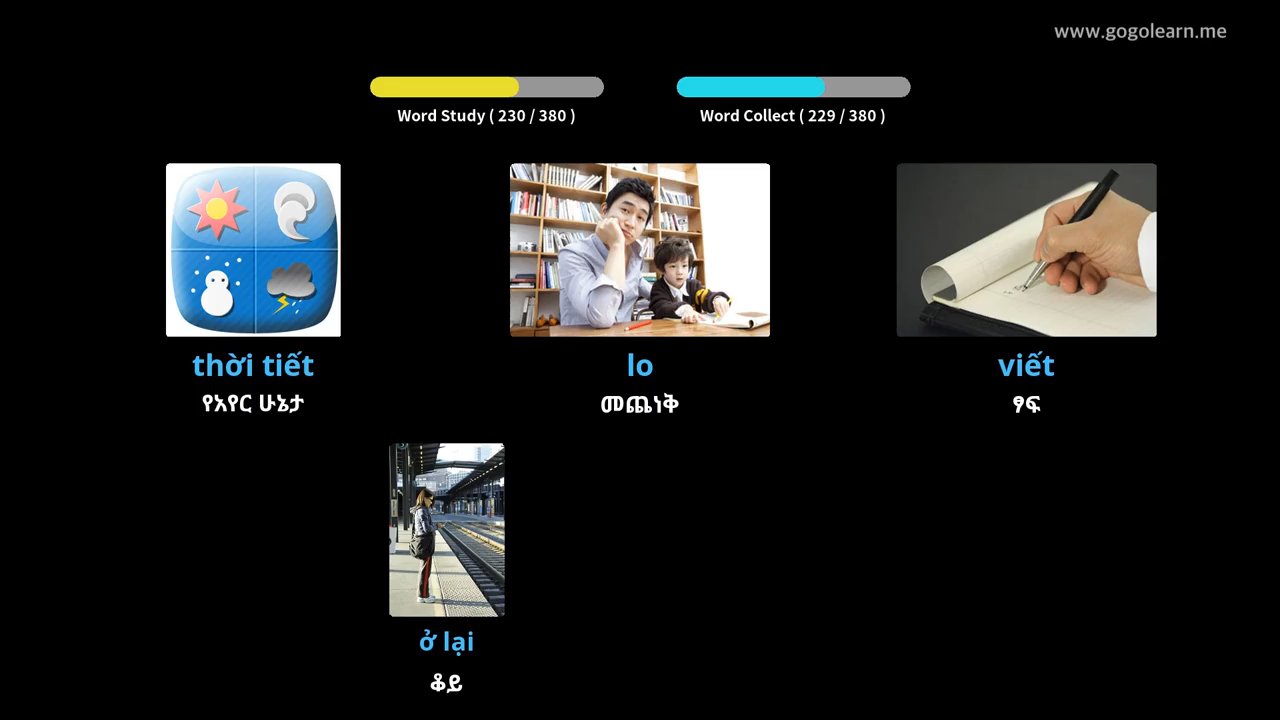 www.gogolearn.me
Word Study ( 230 / 380 )
Word Collect ( 229 / 380 )
thời tiết
የአየር ሁኔታ
lo
መጨነቅ
viết
ፃፍ
ở lại
ቆይ